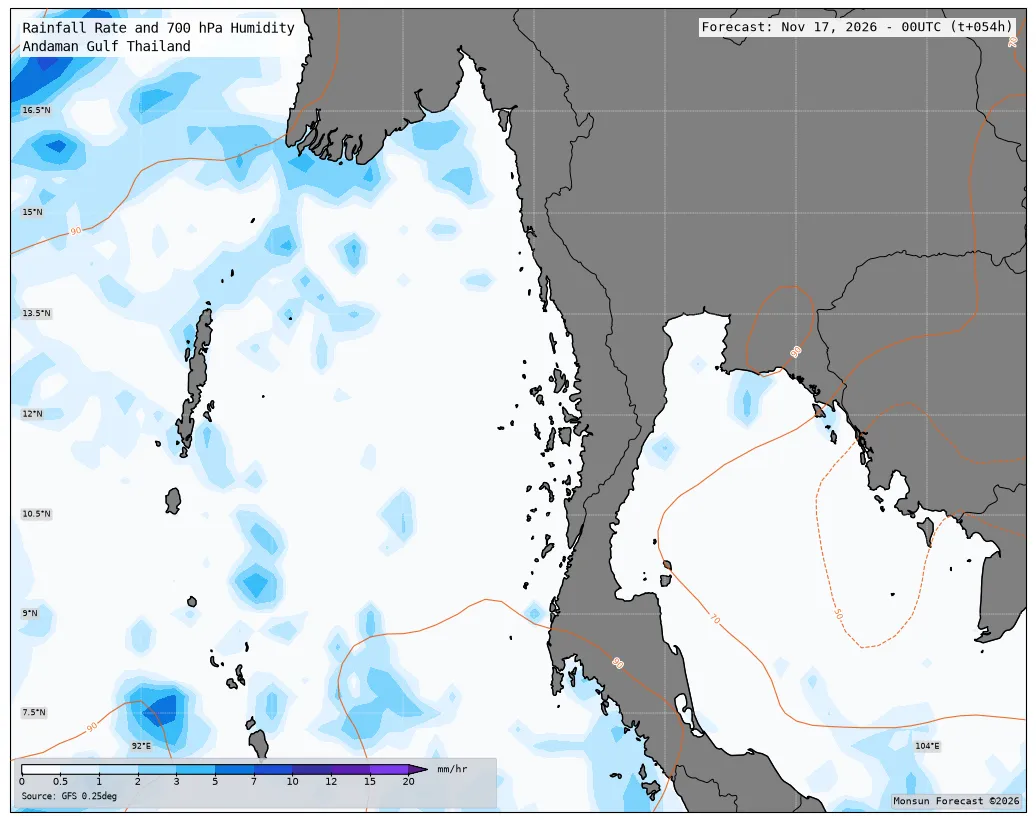 Rainfall Rate and 700 hPa Humidity
Andaman Gulf Thailand
Forecast: Nov 17, 2026 - 00UTC (t+054h)
70
16.5°N
15°N
90
13.5°N
90
12°N
10.5°N
9°N
50
70
90
7.5°N
90
92°E
104°E
0 0.5 1 2 3 5 7 10 12 15 20 mm/hr
Source: GFS 0.25deg
Monsun Forecast ©2026